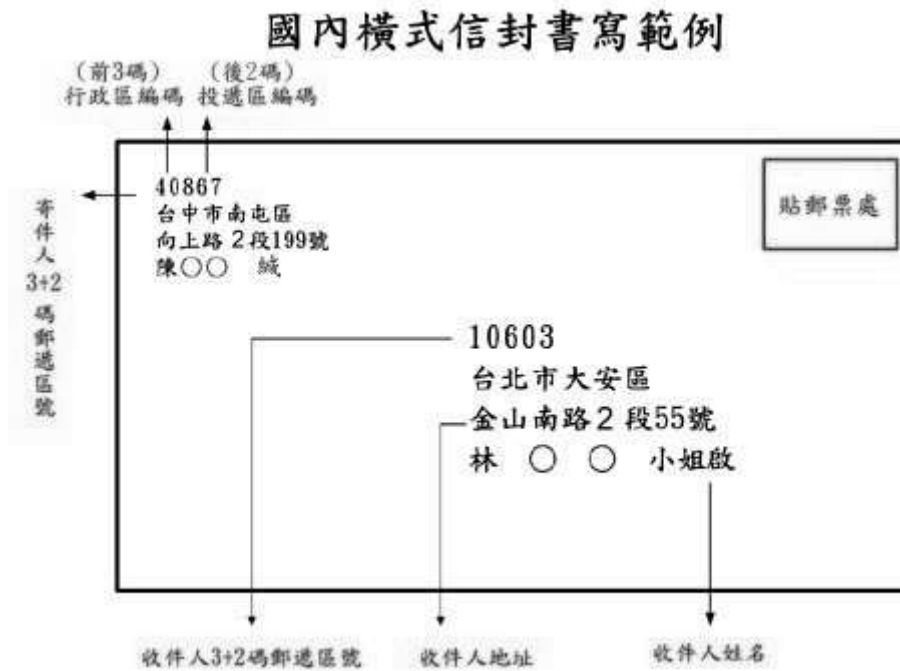 國內橫式信封書寫範例
(前3碼) (後2碼)
行政區編碼 投遞區編碼
40867
台中市南屯區
向上路2段199號
陳○○ 緘
貼郵票處
寄件人3+2碼郵遞區號
10603
台北市大安區
金山南路2段55號
林 ○ ○ 小姐啟
收件人3+2碼郵遞區號 收件人地址 收件人姓名